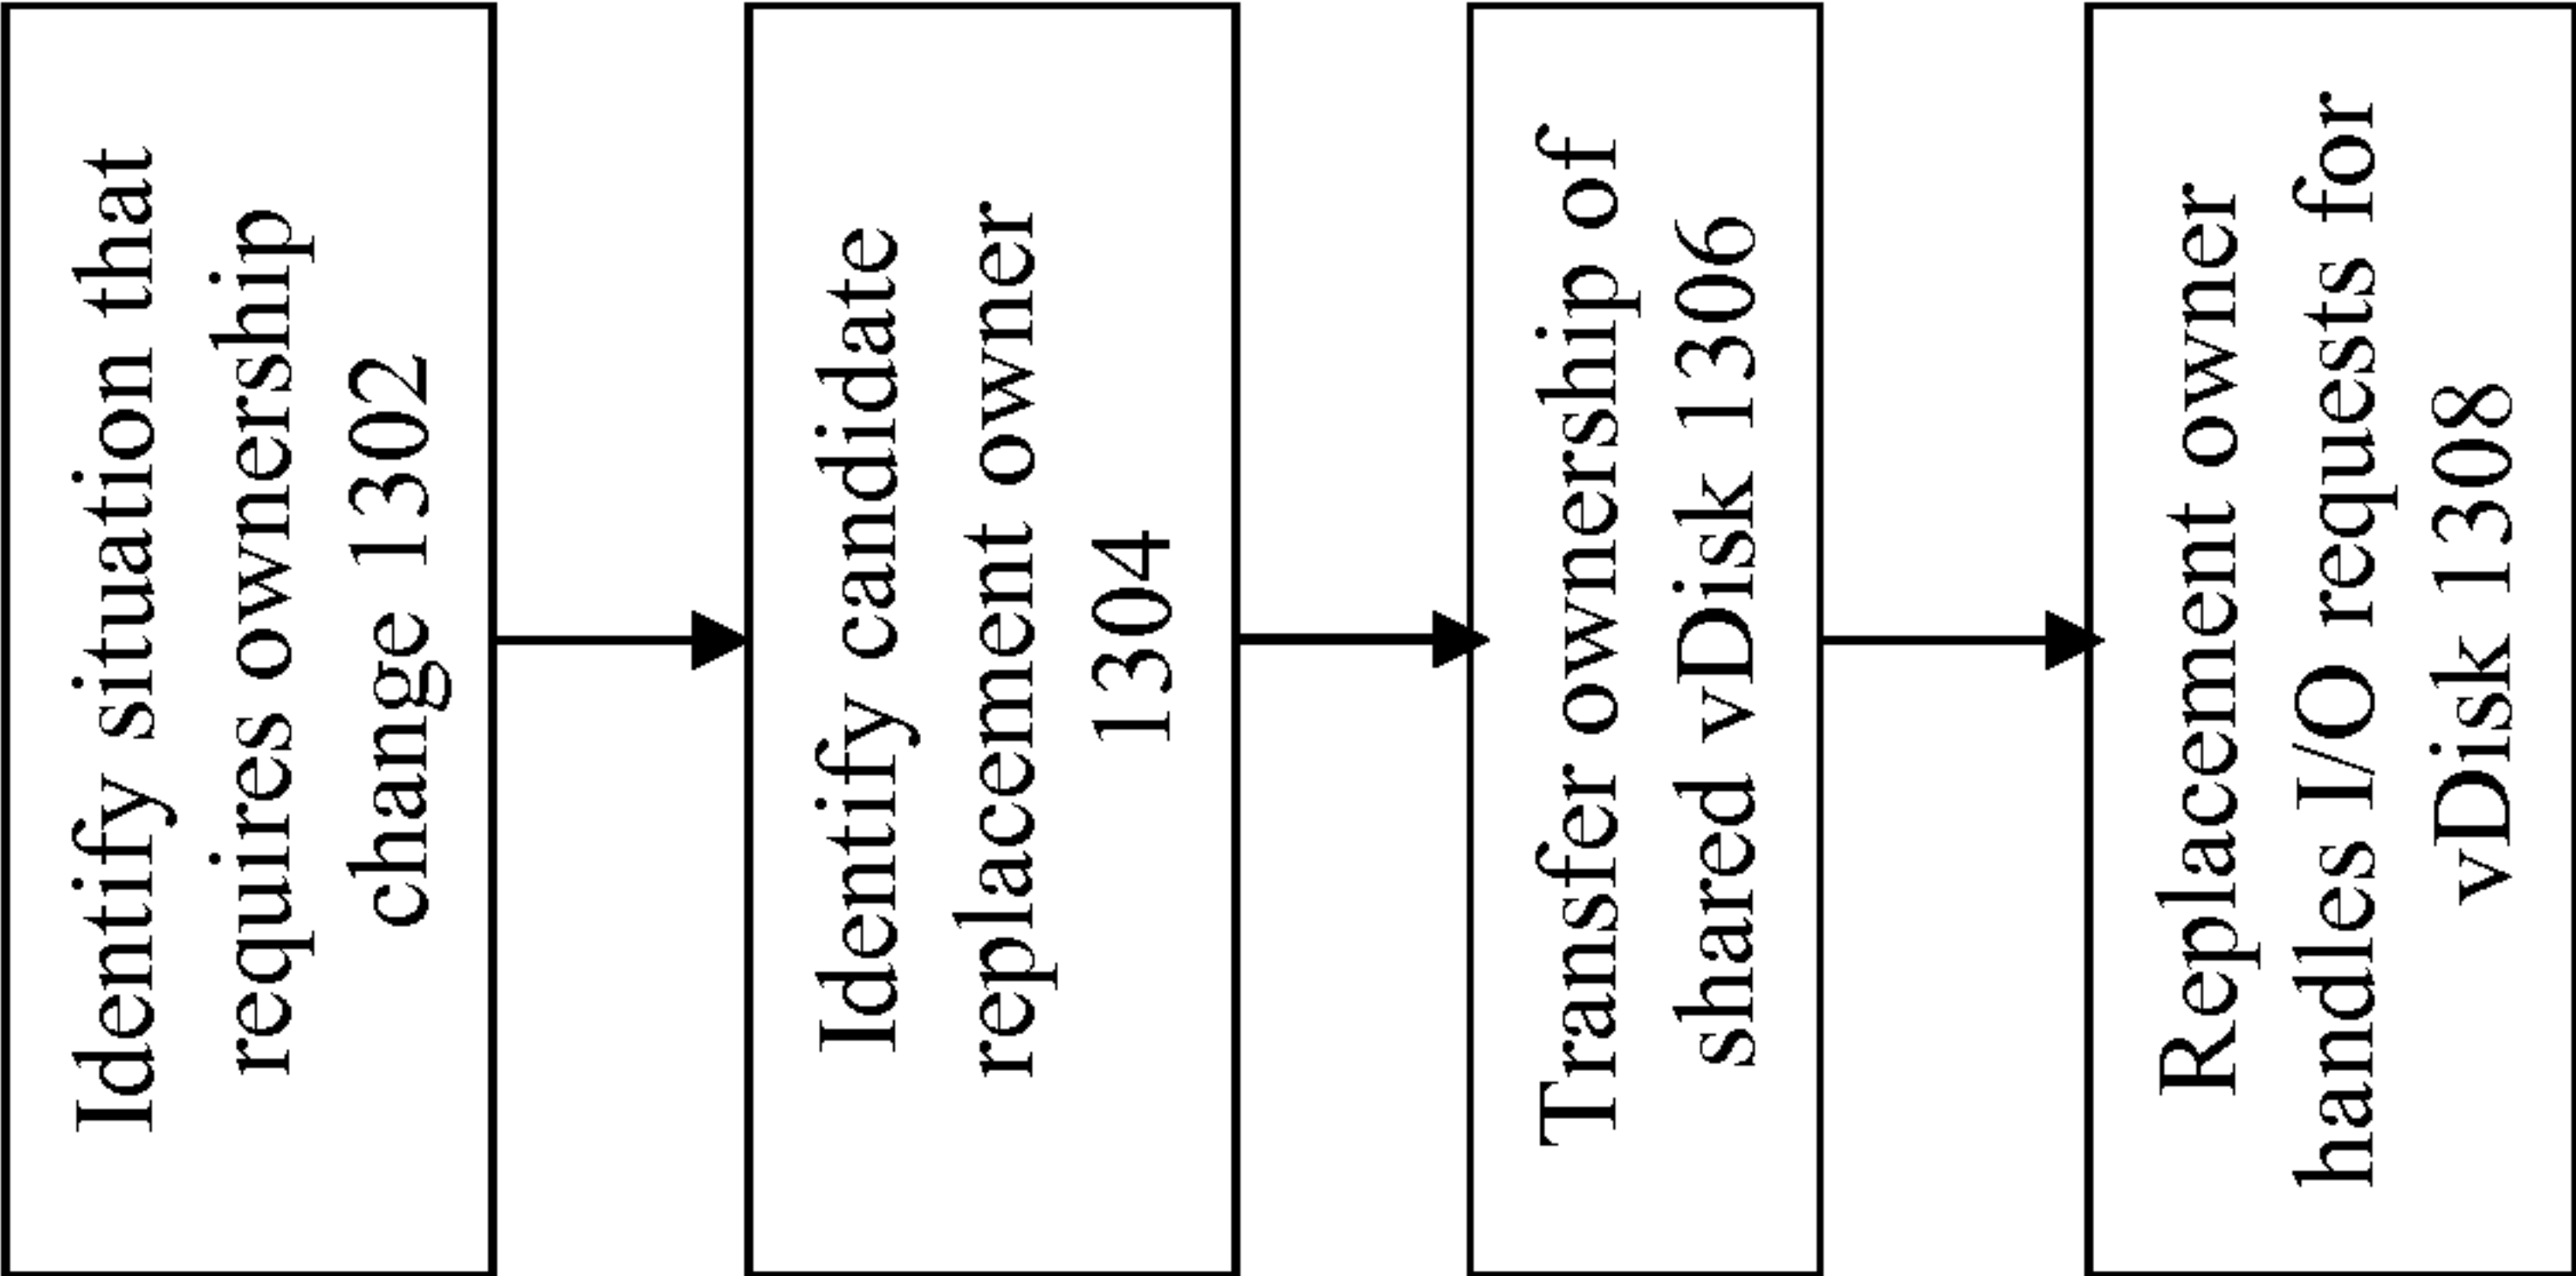 Identify situation that
requires ownership
change 1302
Identify candidate
replacement owner
1304
Transfer ownership of
shared vDisk 1306
Replacement owner
handles I/O requests for
vDisk 1308